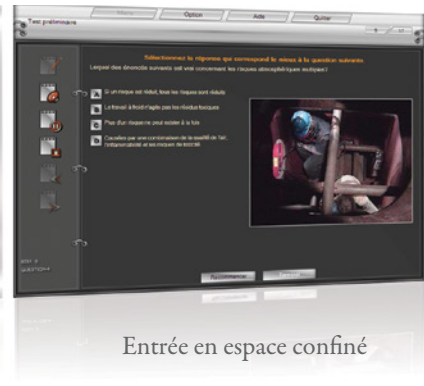 Menu Option Aide Quitter
Test préliminaire
Sélectionnez la réponse qui correspond le mieux à la question suivante.
Lequel des énoncés suivants est vrai concernant les risques atmosphériques multiples?
A Si un risque est réduit, tous les risques sont réduits
B Le travail à froid n'agite pas les résidus toxiques
C Plus d'un risque ne peut exister à la fois
D Causées par une combinaison de la qualité de l'air,
l'inflammabilité et les risques de toxicité
Recommencer
Entrée en espace confiné